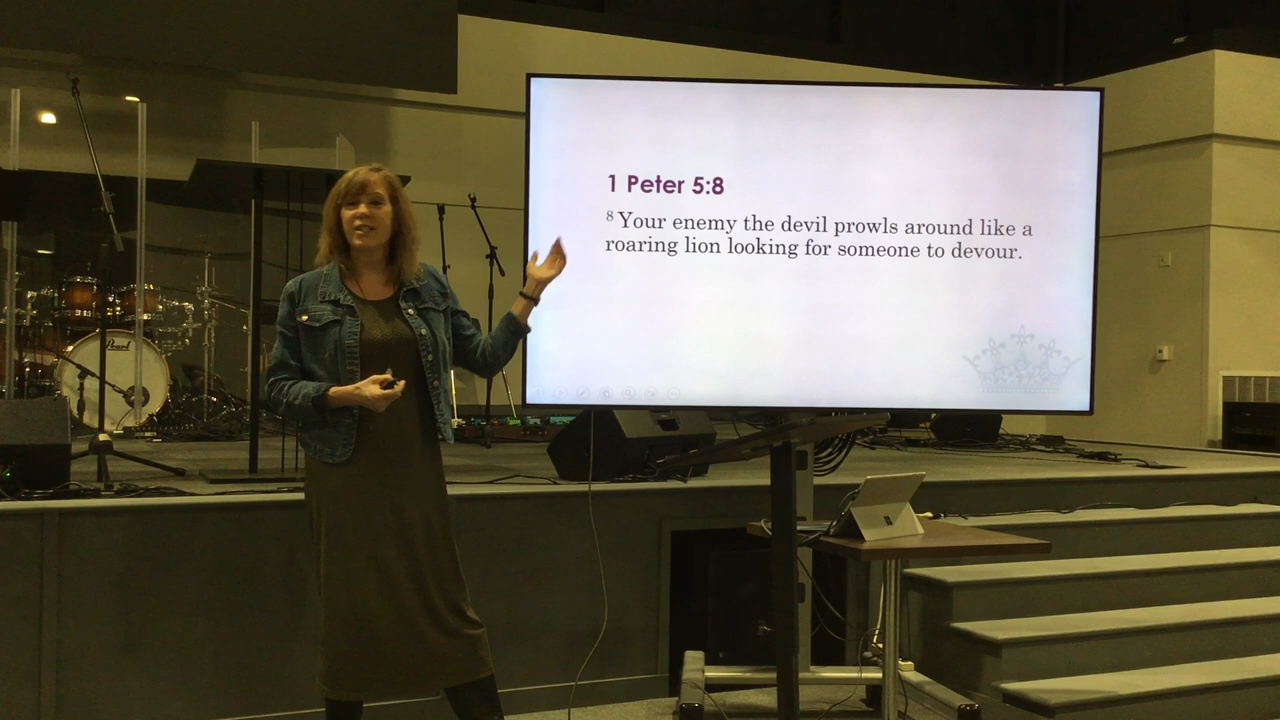 1 Peter 5:8
8 Your enemy the devil prowls around like a
roaring lion looking for someone to devour.
Pearl